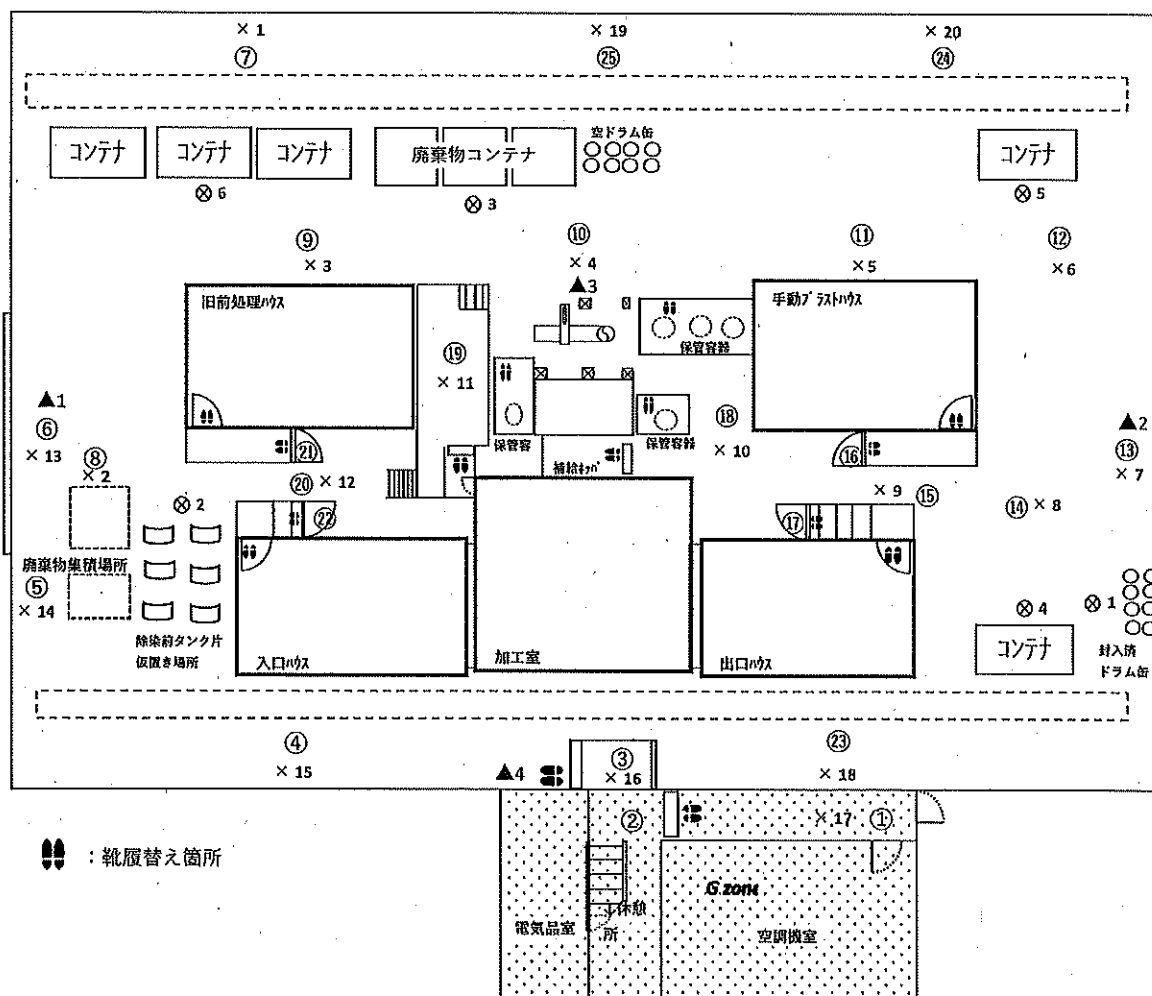 × 1
× 19
× 20
⑦
㉕
㉔
コンテナ
コンテナ
コンテナ
廃棄物コンテナ
空ドラム缶
コンテナ
⊗ 6
⊗ 3
⊗ 5
⑨
⑩
⑪
⑫
× 3
× 4
× 5
× 6
▲3
旧前処理ハウス
手動ブラストハウス
保管容器
⑲
× 11
▲1
⑥
× 13
⑱
× 10
▲2
⑬
× 7
保管容
保管容器
補給キャパ
㉑
⑯
⑧
× 2
⑳
× 12
× 9
⑮
⑭
× 8
⊗ 2
㉒
⑰
廃棄物集積場所
⑤
× 14
⊗ 4
⊗ 1
除染前タンク片
仮置き場所
入口ハウス
加工室
出口ハウス
コンテナ
封入済
ドラム缶
④
× 15
▲4
③
× 16
㉓
× 18
②
× 17
①
：靴履替え箇所
G zone
電気品室
休憩
所
空調機室